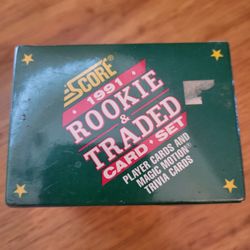 SCORE®
1991
ROOKIE
&
TRADED
CARD • SET
PLAYER CARDS AND
MAGIC MOTION®
TRIVIA CARDS